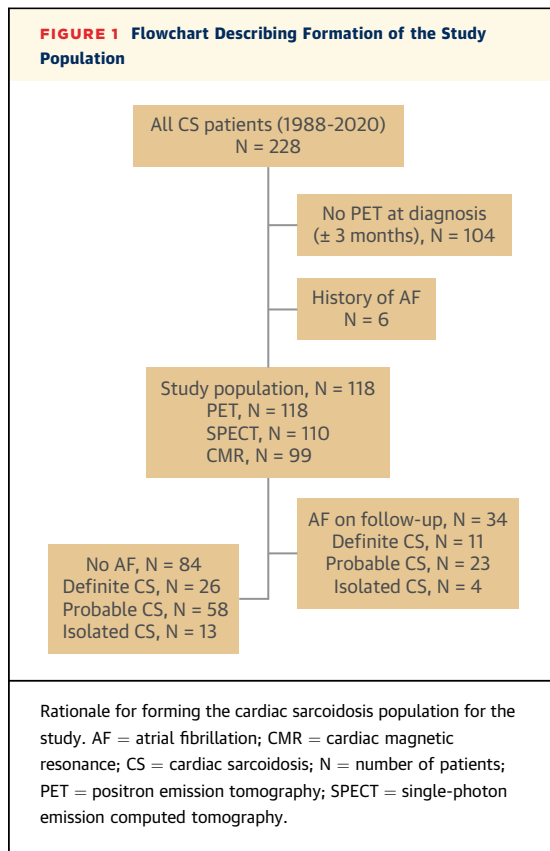 FIGURE 1 Flowchart Describing Formation of the Study
Population
All CS patients (1988-2020)
N = 228
No PET at diagnosis
(± 3 months), N = 104
History of AF
N = 6
Study population, N = 118
PET, N = 118
SPECT, N = 110
CMR, N = 99
AF on follow-up, N = 34
Definite CS, N = 11
Probable CS, N = 23
Isolated CS, N = 4
No AF, N = 84
Definite CS, N = 26
Probable CS, N = 58
Isolated CS, N = 13
Rationale for forming the cardiac sarcoidosis population for the
study. AF = atrial fibrillation; CMR = cardiac magnetic
resonance; CS = cardiac sarcoidosis; N = number of patients;
PET = positron emission tomography; SPECT = single-photon
emission computed tomography.